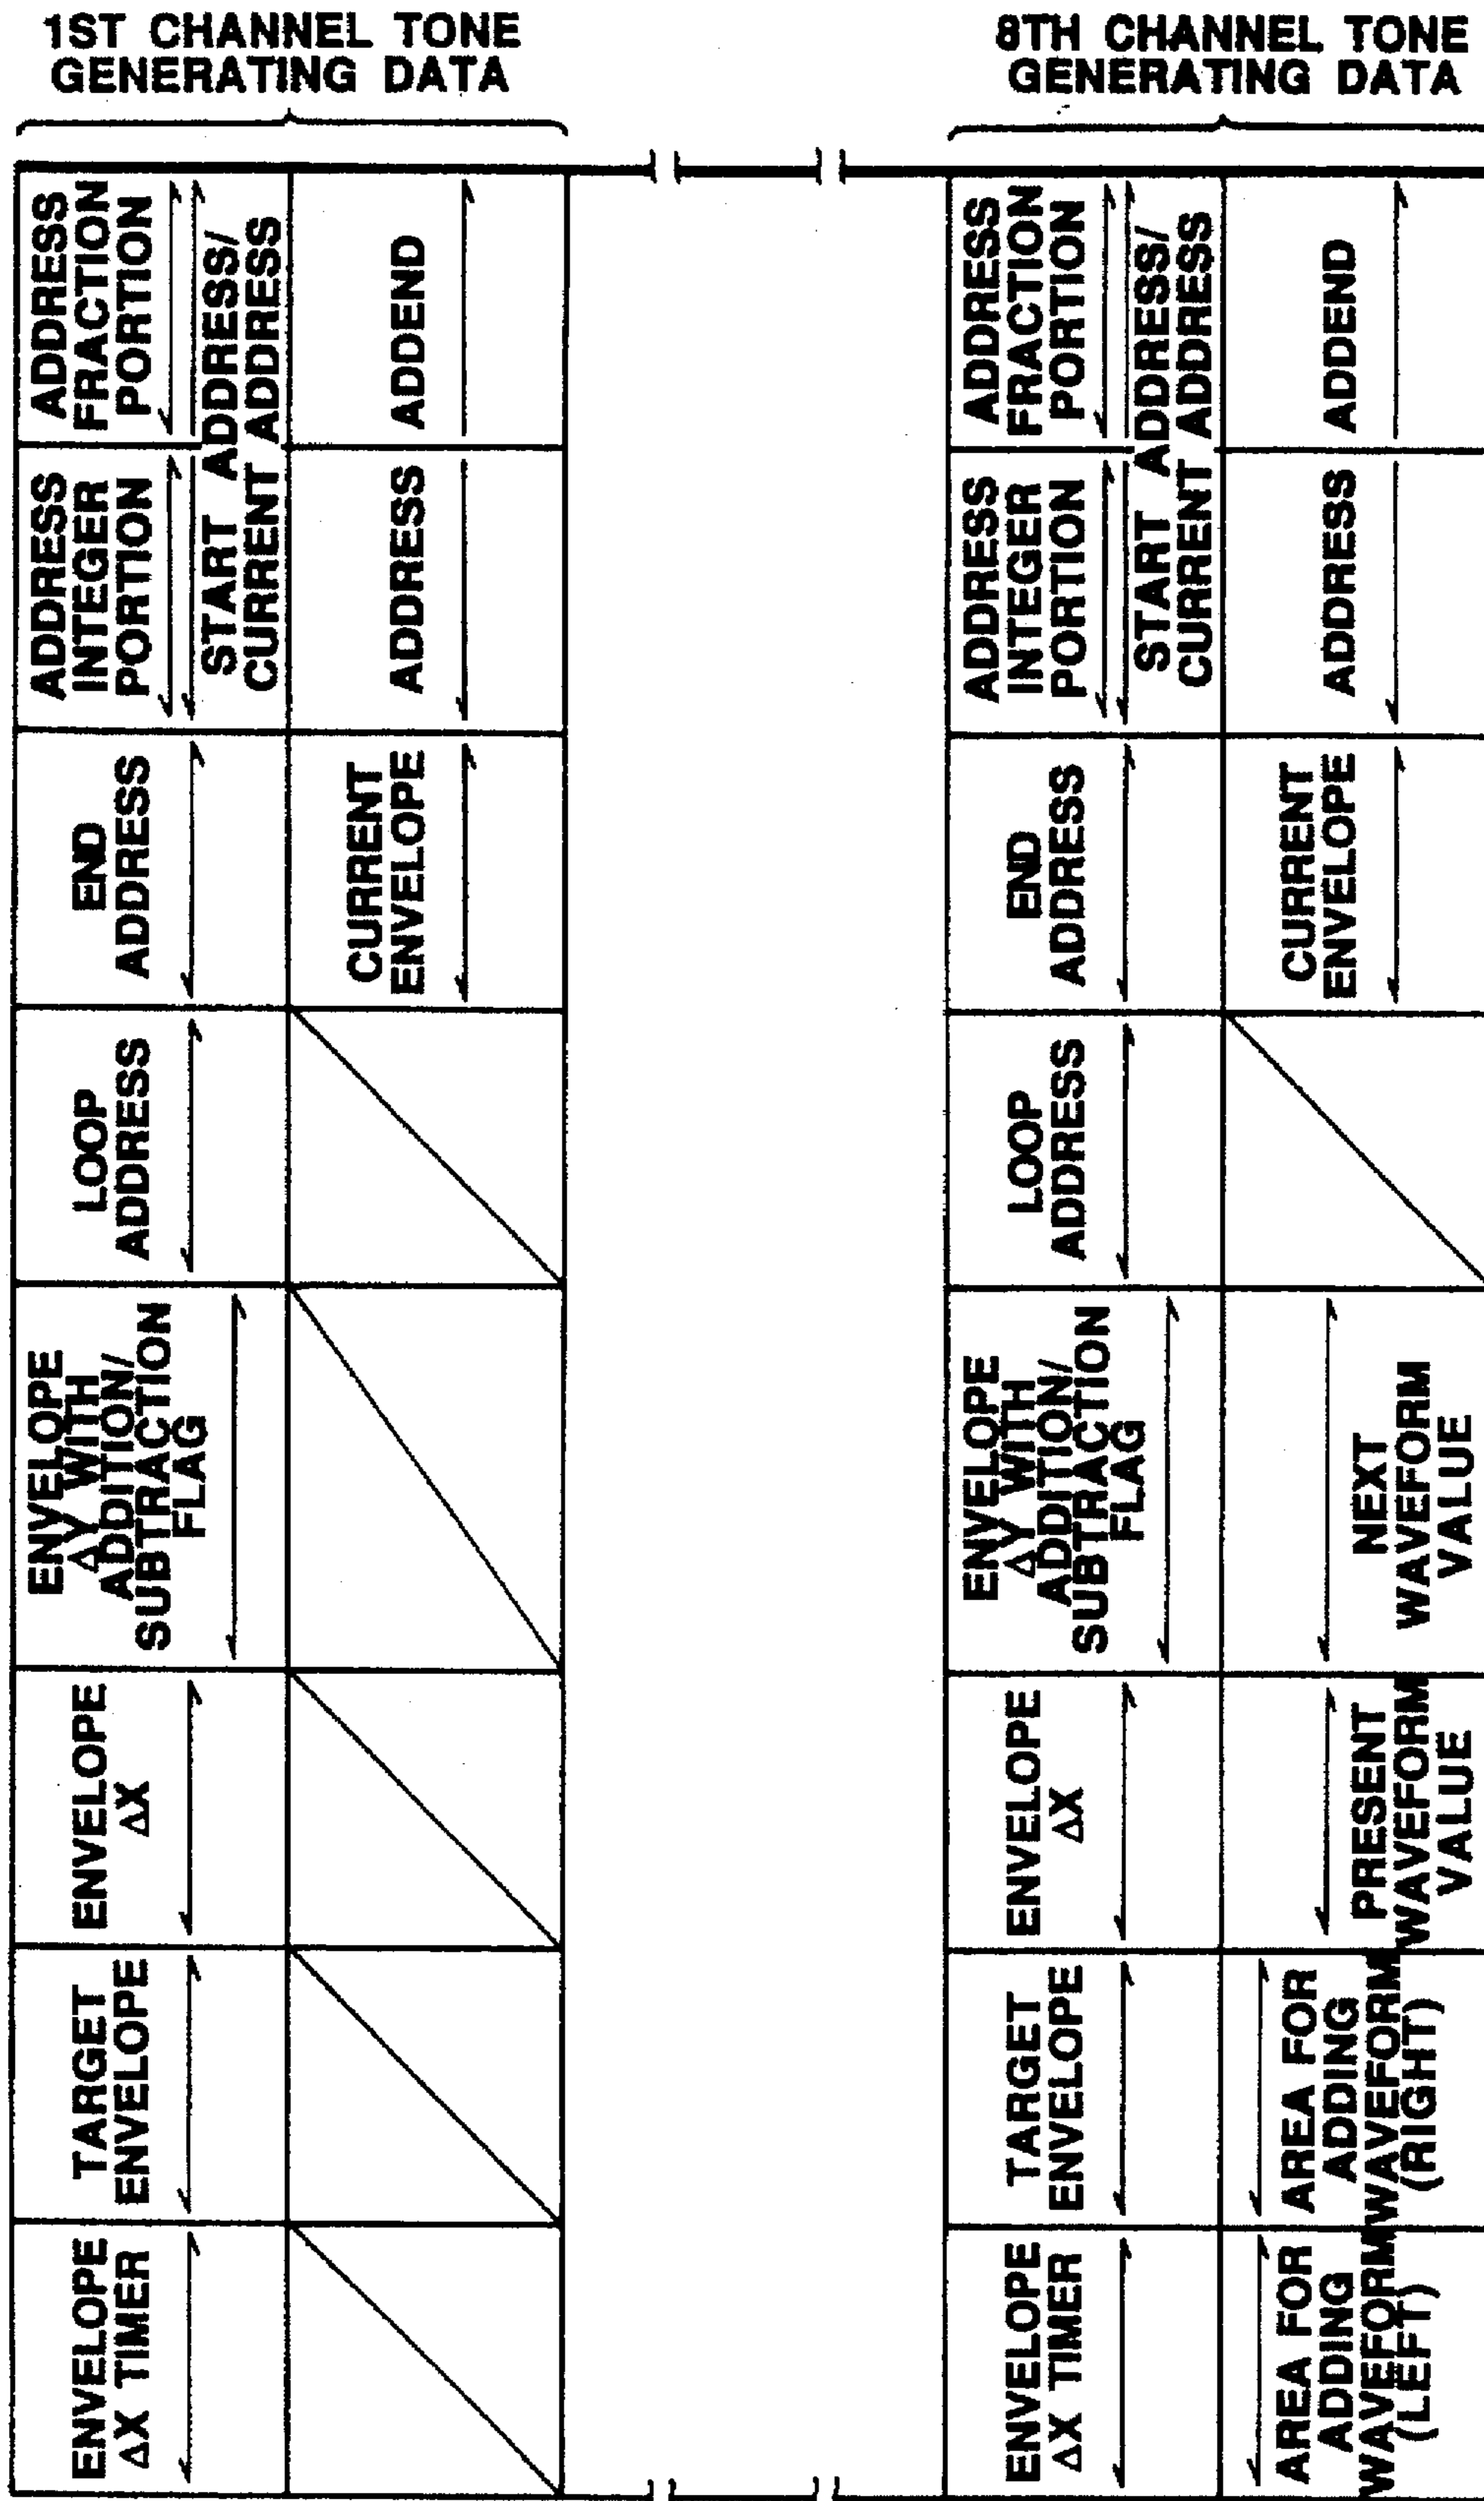 1ST CHANNEL TONE
GENERATING DATA
8TH CHANNEL TONE
GENERATING DATA
ENVELOPE
ΔX TIMER
TARGET
ENVELOPE
ENVELOPE
ΔX
ENVELOPE
ΔY WITH
ADDITION/
SUBTRACTION
FLAG
LOOP
ADDRESS
END
ADDRESS
ADDRESS
INTEGER
PORTION
ADDRESS
FRACTION
PORTION
START ADDRESS/
CURRENT ADDRESS
CURRENT
ENVELOPE
ADDRESS
ADDEND
ENVELOPE
ΔX TIMER
TARGET
ENVELOPE
ENVELOPE
ΔX
ENVELOPE
ΔY WITH
ADDITION/
SUBTRACTION
FLAG
LOOP
ADDRESS
END
ADDRESS
ADDRESS
INTEGER
PORTION
ADDRESS
FRACTION
PORTION
START ADDRESS/
CURRENT ADDRESS
AREA FOR
ADDING
WAVEFORM
(LEFT)
AREA FOR
ADDING
WAVEFORM
(RIGHT)
PRESENT
WAVEFORM
VALUE
NEXT
WAVEFORM
VALUE
CURRENT
ENVELOPE
ADDRESS
ADDEND